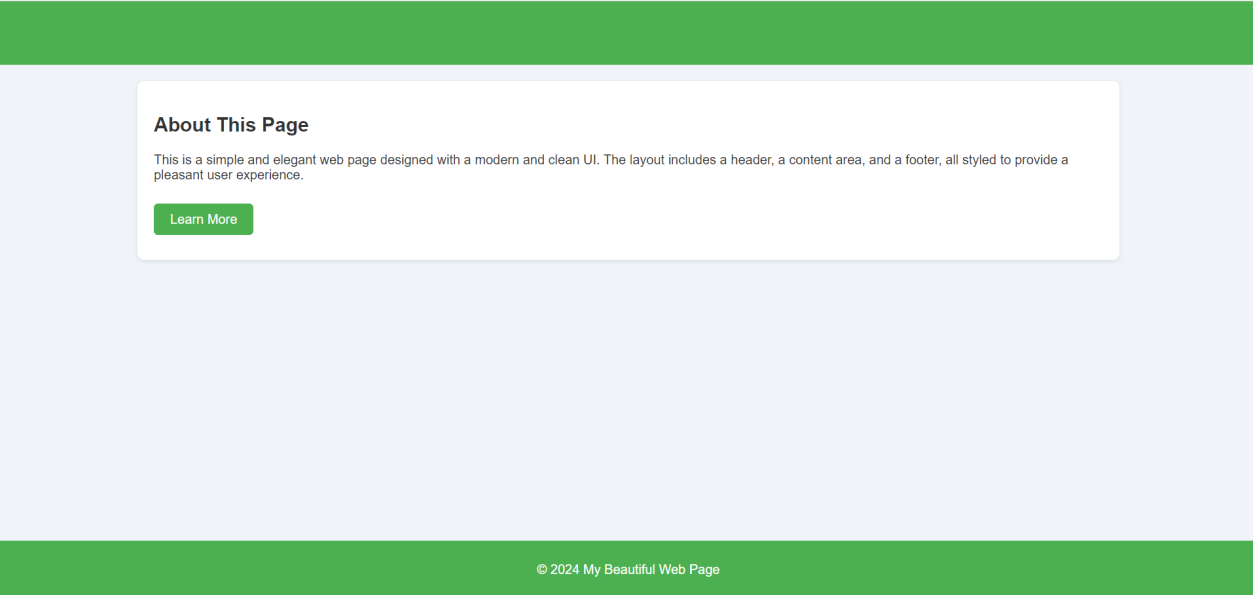 About This Page
This is a simple and elegant web page designed with a modern and clean UI. The layout includes a header, a content area, and a footer, all styled to provide a
pleasant user experience.
Learn More
© 2024 My Beautiful Web Page